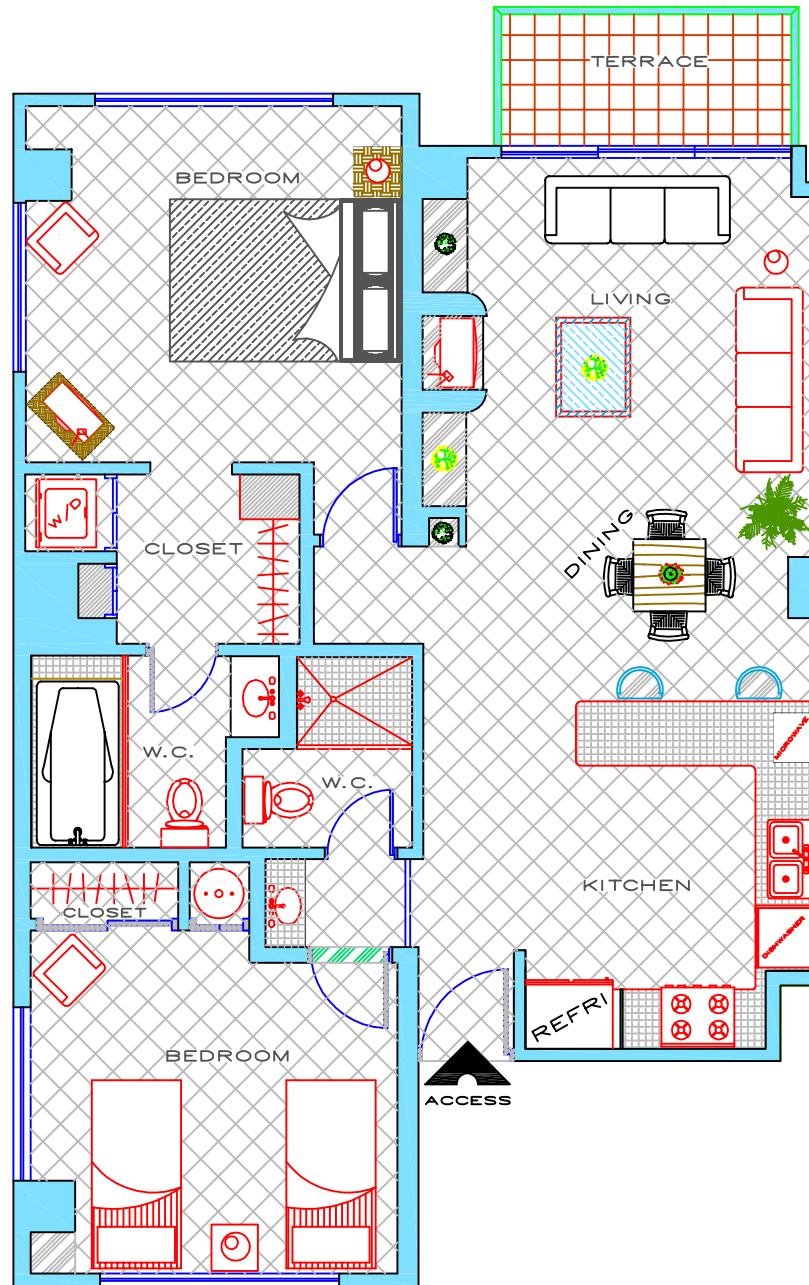 TERRACE
BEDROOM
LIVING
DINING
W/D
CLOSET
MICROWAVE
W.C.
W.C.
KITCHEN
CLOSET
DISHWASHER
REFRI
BEDROOM
ACCESS